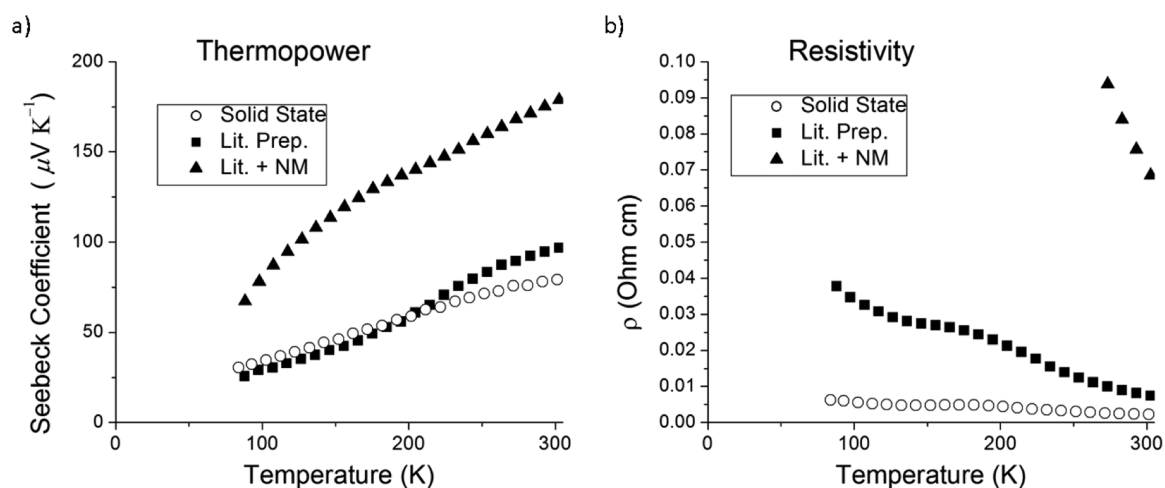 a)
Thermopower
200
150
100
50
0
Seebeck Coefficient ( μV K⁻¹)
Solid State
Lit. Prep.
Lit. + NM
0
100
200
300
Temperature (K)
b)
Resistivity
0.10
0.09
0.08
0.07
0.06
0.05
0.04
0.03
0.02
0.01
0.00
ρ (Ohm cm)
Solid State
Lit. Prep.
Lit. + NM
0
100
200
300
Temperature (K)